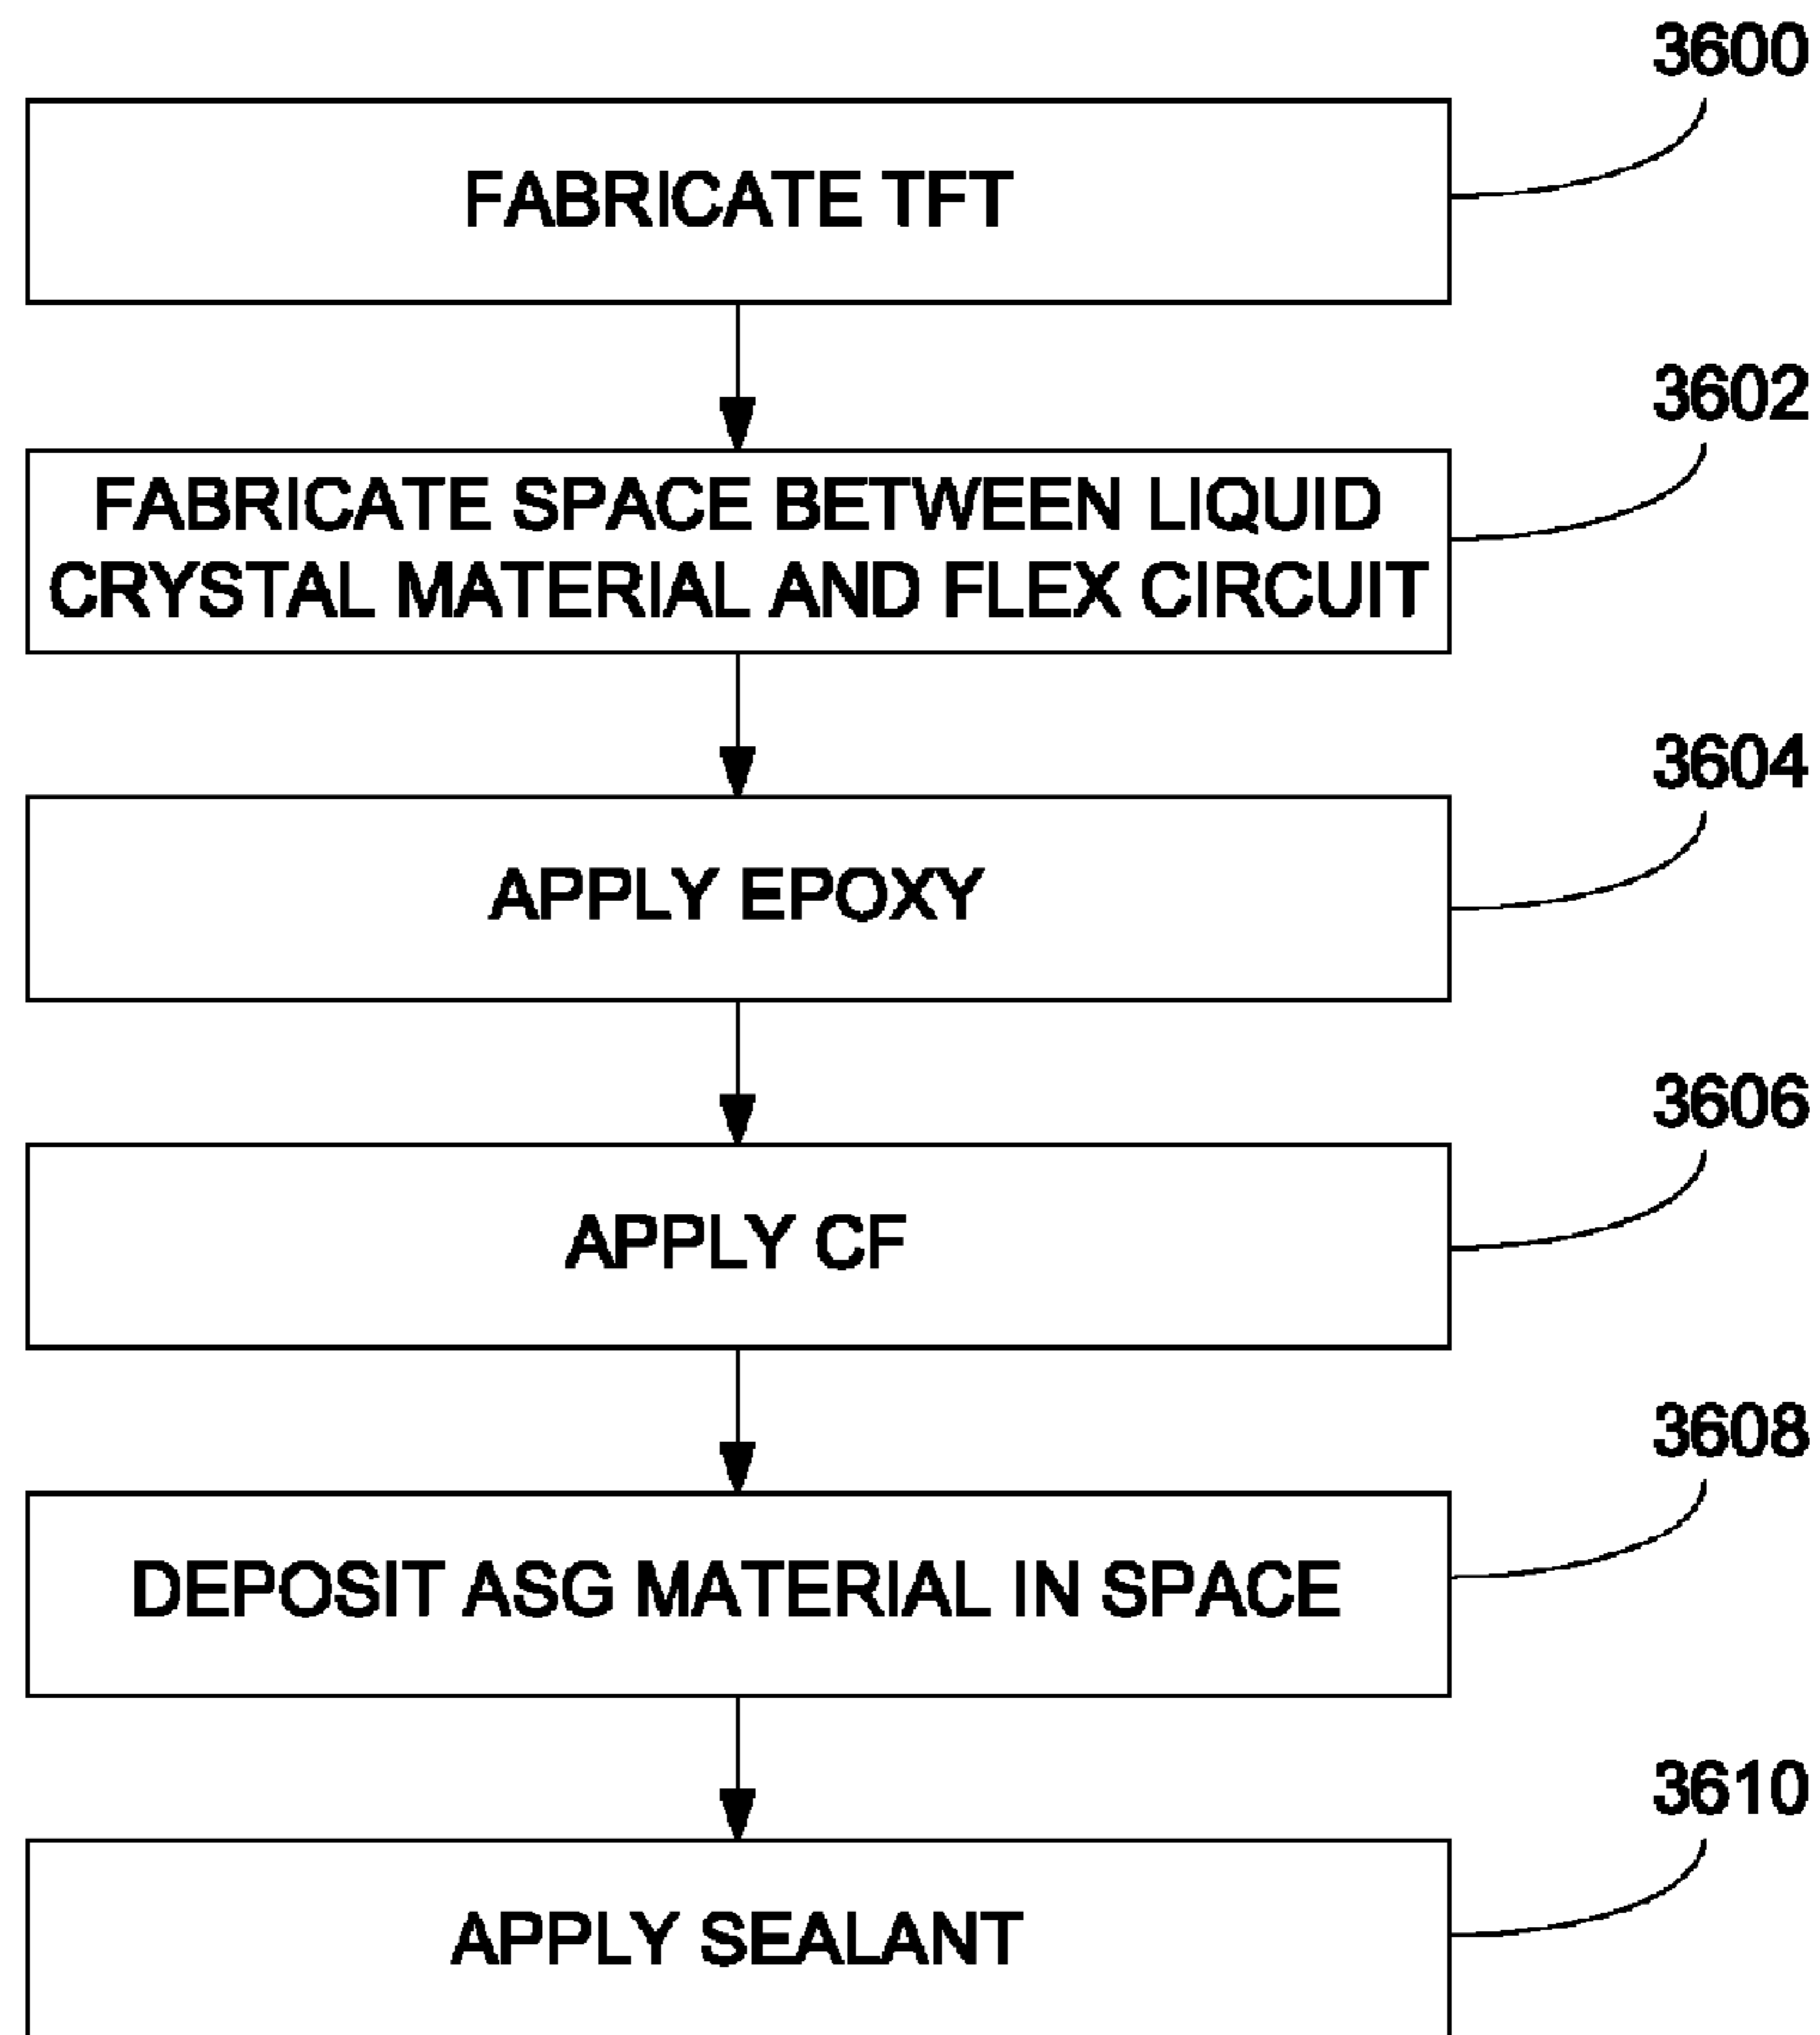 3600
FABRICATE TFT
3602
FABRICATE SPACE BETWEEN LIQUID
CRYSTAL MATERIAL AND FLEX CIRCUIT
3604
APPLY EPOXY
3606
APPLY CF
3608
DEPOSIT ASG MATERIAL IN SPACE
3610
APPLY SEALANT